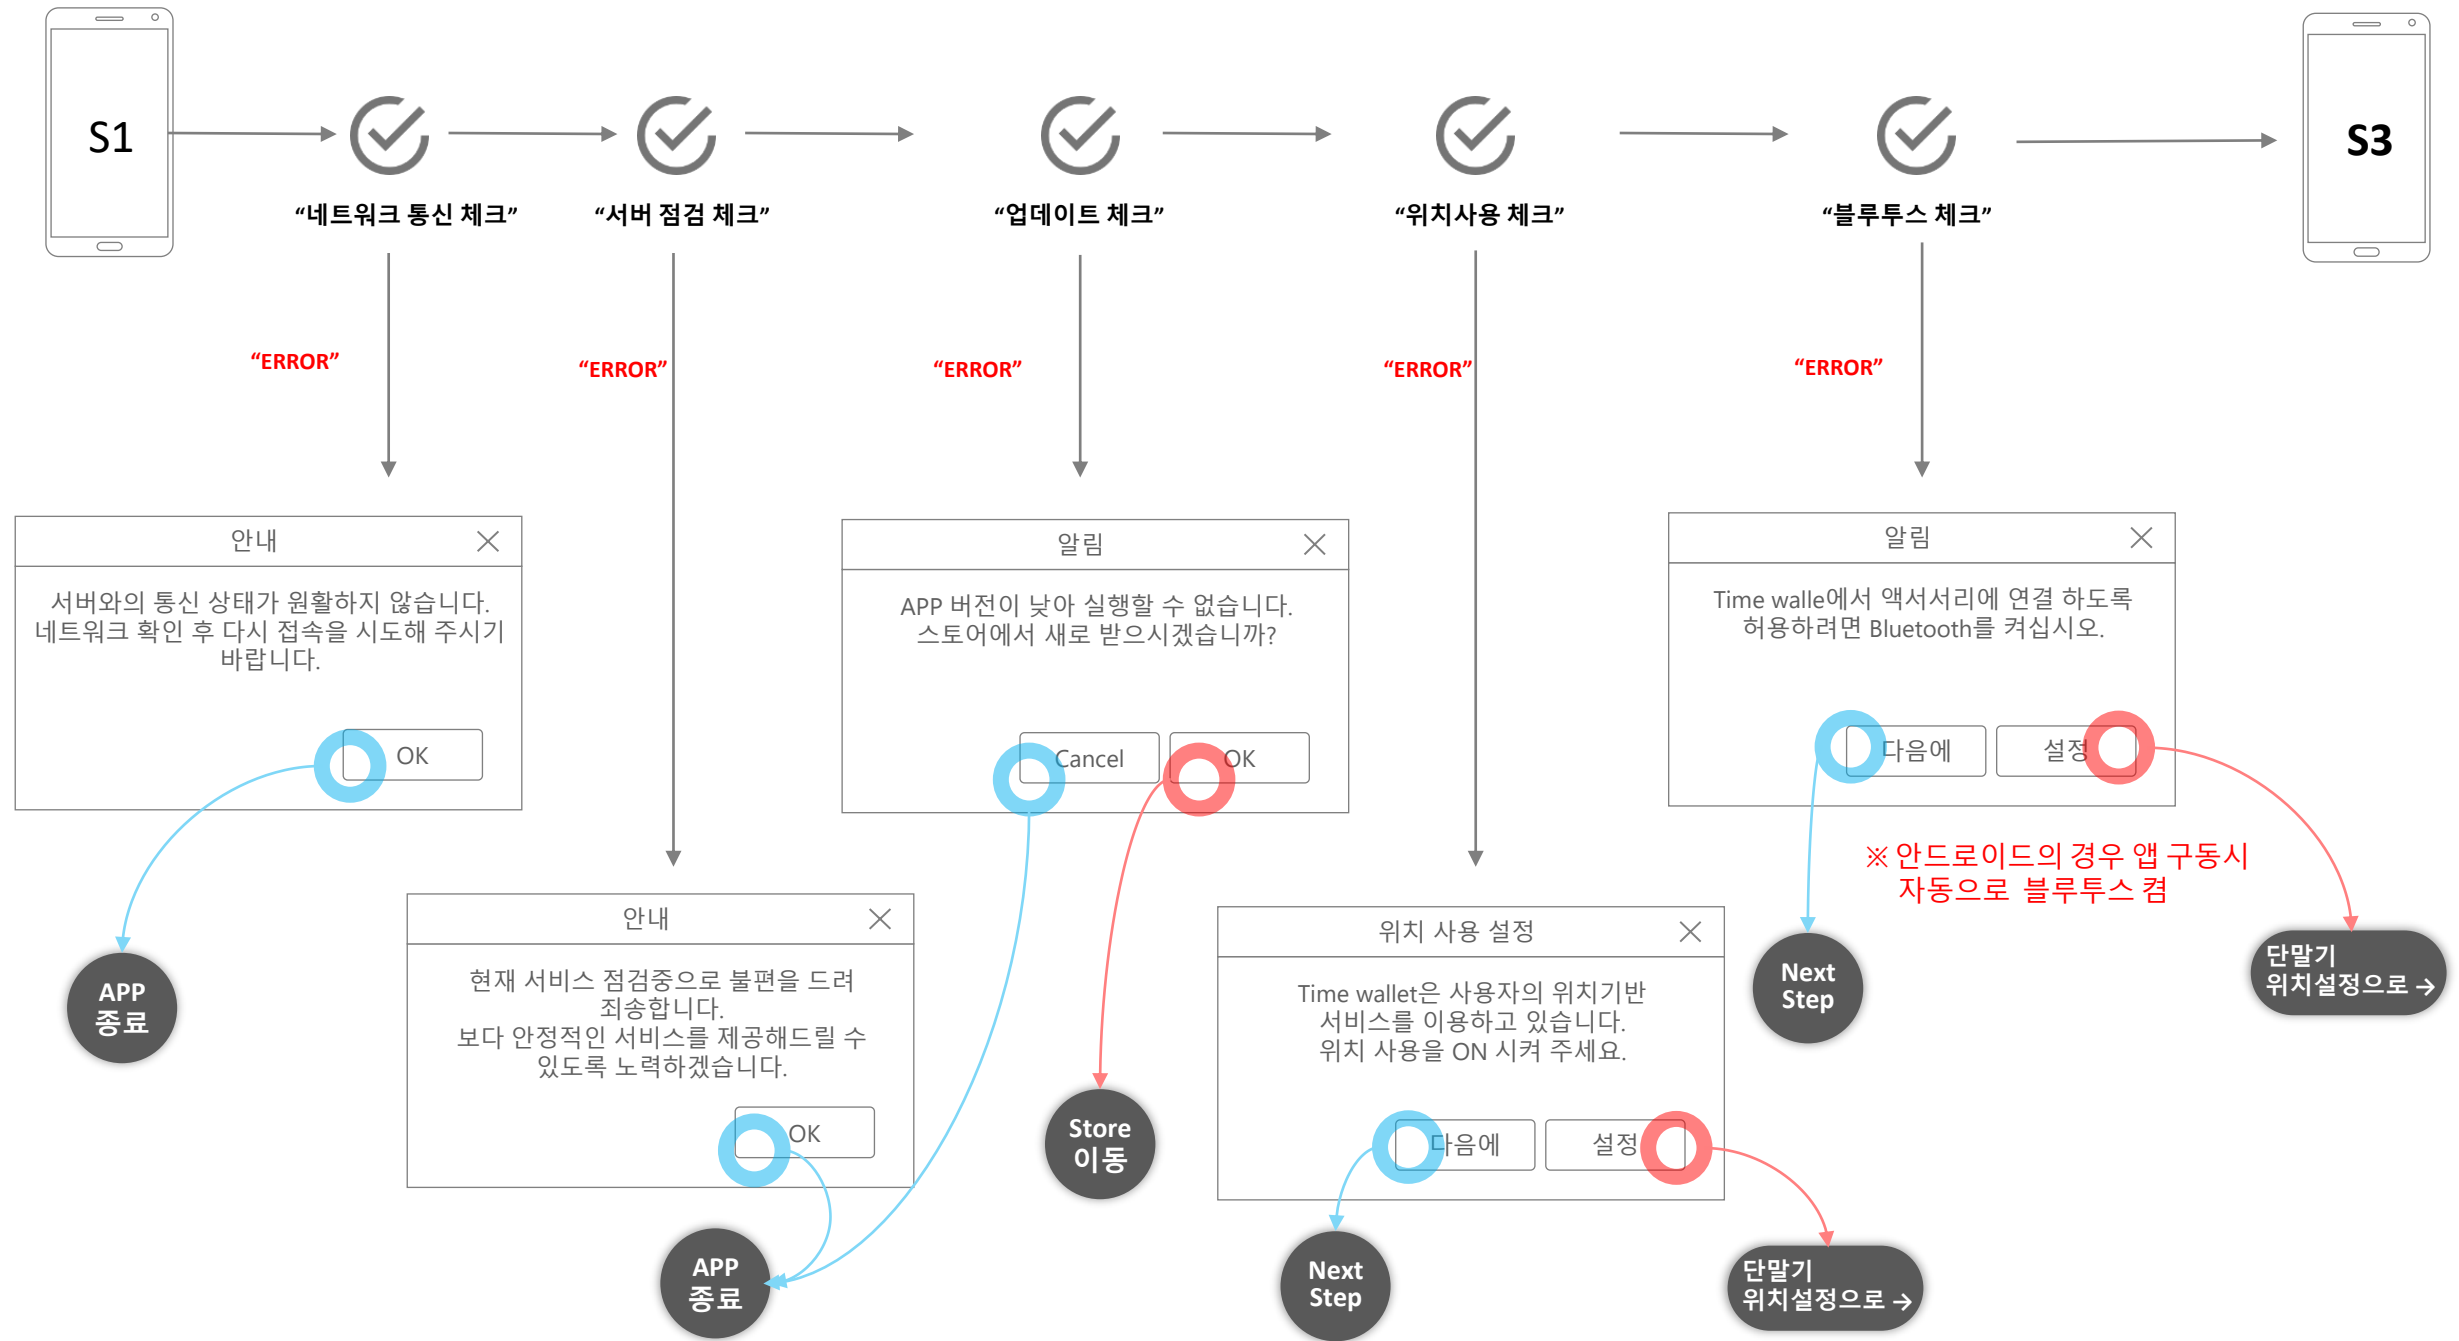 S1
S3
“네트워크 통신 체크”
“서버 점검 체크”
“업데이트 체크”
“위치사용 체크”
“블루투스 체크”
“ERROR”
“ERROR”
“ERROR”
“ERROR”
“ERROR”
안내
서버와의 통신 상태가 원활하지 않습니다.
네트워크 확인 후 다시 접속을 시도해 주시기
바랍니다.
OK
APP
종료
안내
현재 서비스 점검중으로 불편을 드려
죄송합니다.
보다 안정적인 서비스를 제공해드릴 수
있도록 노력하겠습니다.
OK
APP
종료
알림
APP 버전이 낮아 실행할 수 없습니다.
스토어에서 새로 받으시겠습니까?
Cancel
OK
Store
이동
위치 사용 설정
Time wallet은 사용자의 위치기반
서비스를 이용하고 있습니다.
위치 사용을 ON 시켜 주세요.
다음에
설정
Next
Step
단말기
위치설정으로 →
알림
Time walle에서 액서서리에 연결 하도록
허용하려면 Bluetooth를 켜십시오.
다음에
설정
※ 안드로이드의 경우 앱 구동시
자동으로 블루투스 켬
Next
Step
단말기
위치설정으로 →